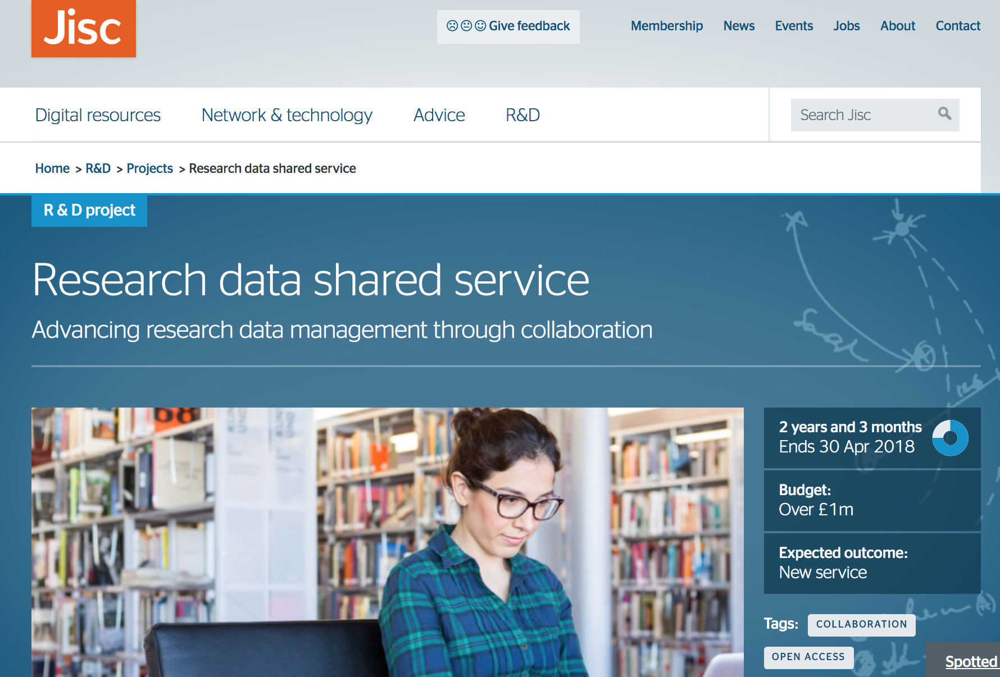 Jisc
Give feedback
Membership News Events Jobs About Contact
Digital resources Network & technology Advice R&D
Search Jisc
Home > R&D > Projects > Research data shared service
R & D project
Research data shared service
Advancing research data management through collaboration
2 years and 3 months
Ends 30 Apr 2018
Budget:
Over £1m
Expected outcome:
New service
Tags: COLLABORATION
OPEN ACCESS
Spotted